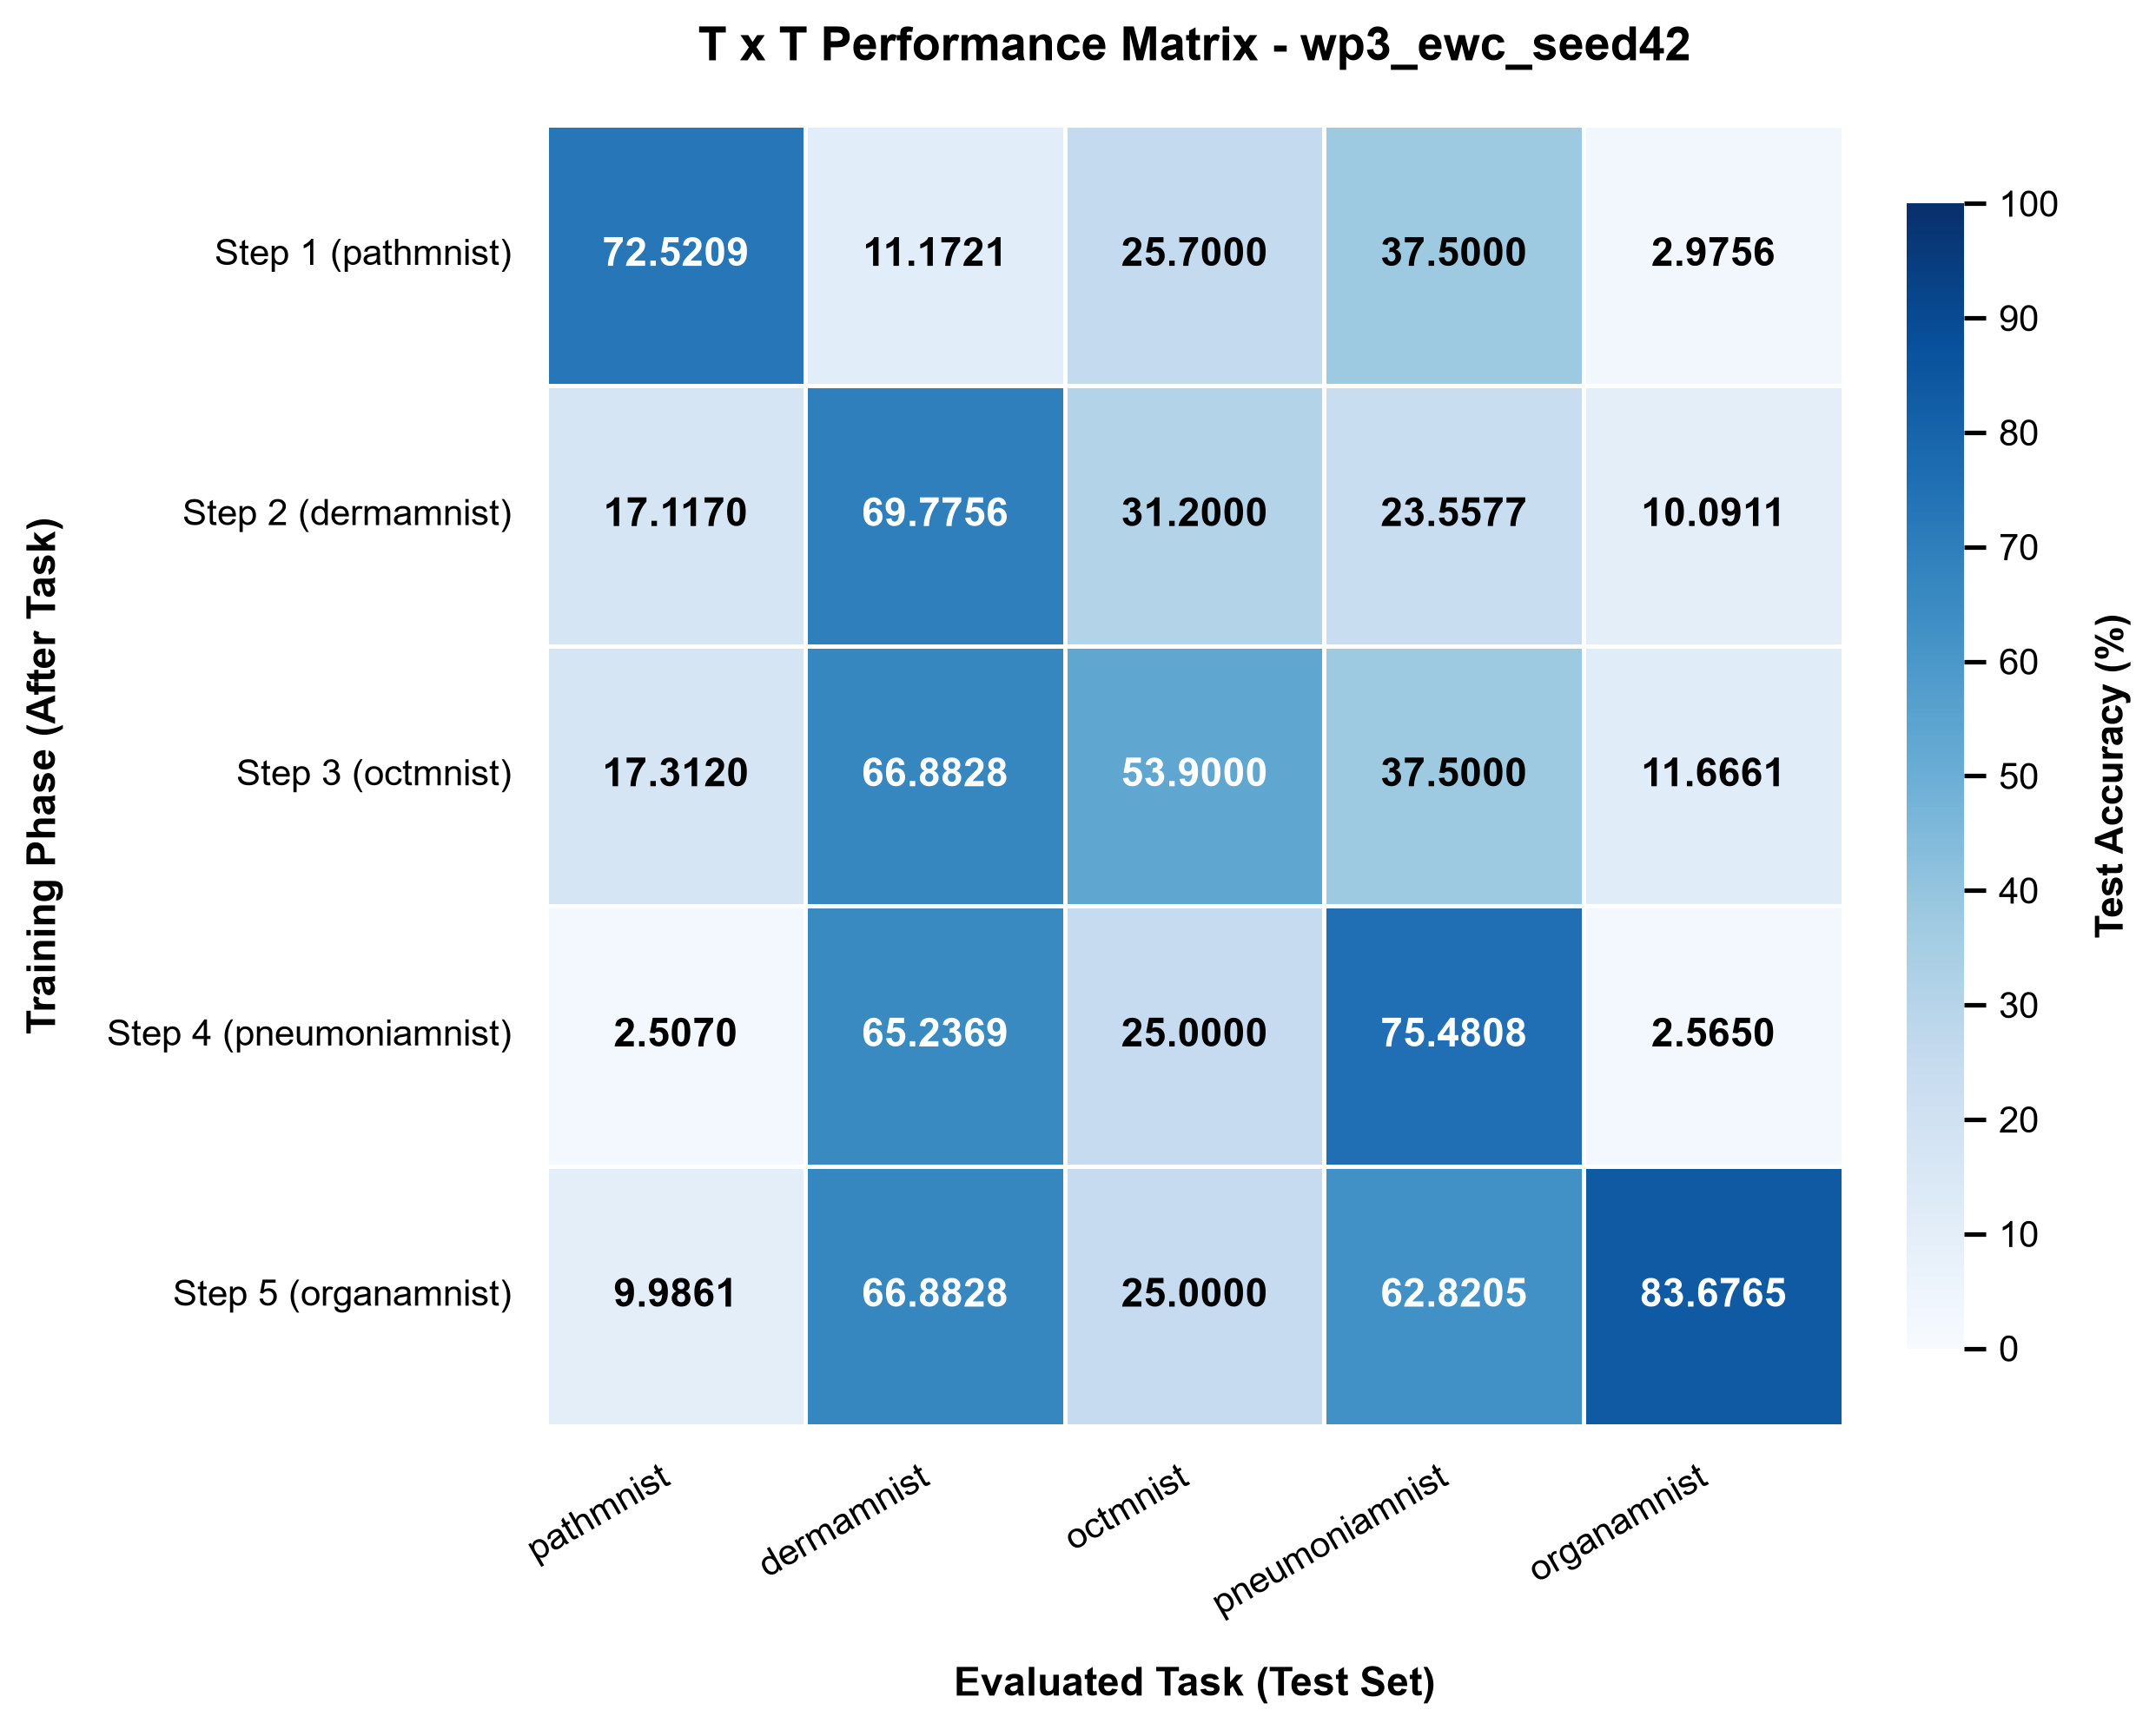 T x T Performance Matrix - wp3_ewc_seed42
Training Phase (After Task)
Step 1 (pathmnist) 72.5209 11.1721 25.7000 37.5000 2.9756
Step 2 (dermamnist) 17.1170 69.7756 31.2000 23.5577 10.0911
Step 3 (octmnist) 17.3120 66.8828 53.9000 37.5000 11.6661
Step 4 (pneumoniamnist) 2.5070 65.2369 25.0000 75.4808 2.5650
Step 5 (organamnist) 9.9861 66.8828 25.0000 62.8205 83.6765
pathmnist dermamnist octmnist pneumoniamnist organamnist
Evaluated Task (Test Set)
100
90
80
70
60
50
40
30
20
10
0
Test Accuracy (%)